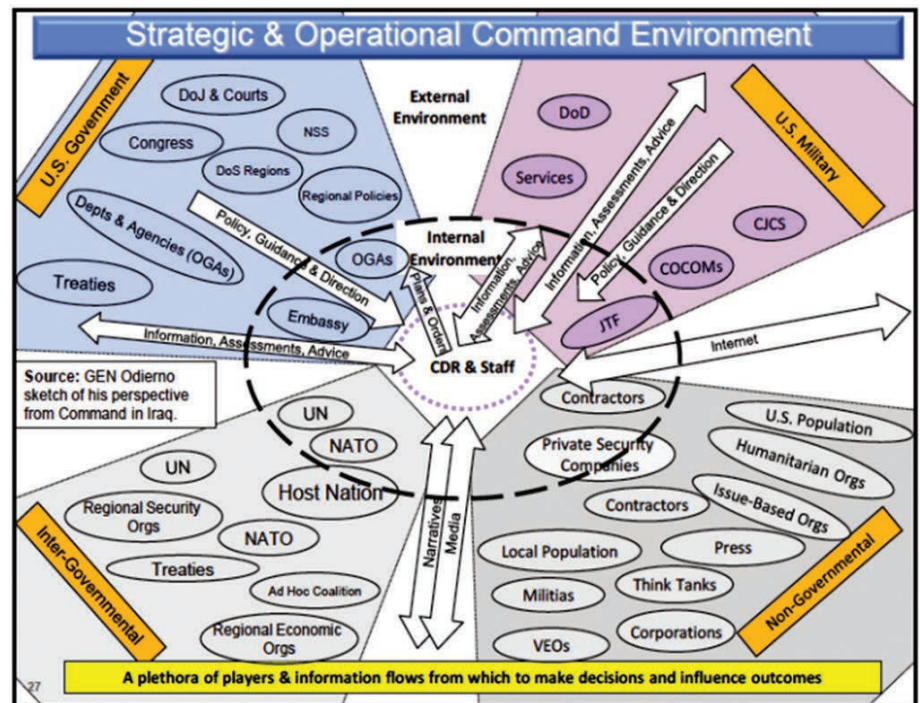 Strategic & Operational Command Environment
U.S. Government
DoJ & Courts
NSS
Congress
DoS Regions
Regional Policies
Depts & Agencies (OGAs)
OGAs
Treaties
Embassy
Policy, Guidance & Direction
Information, Assessments, Advice
External
Environment
Internal
Environment
Plans & Orders
Information,
Assessments, Advice
CDR & Staff
U.S. Military
DoD
Services
CJCS
COCOMs
JTF
Information, Assessments, Advice
Policy, Guidance & Direction
Internet
Source: GEN Odierno
sketch of his perspective
from Command in Iraq.
Inter-Governmental
UN
NATO
UN
Host Nation
Regional Security
Orgs
NATO
Treaties
Ad Hoc Coalition
Regional Economic
Orgs
Narratives
Media
Non-Governmental
Contractors
U.S. Population
Private Security
Companies
Humanitarian Orgs
Contractors
Issue-Based Orgs
Local Population
Press
Militias
Think Tanks
VEOs
Corporations
A plethora of players & information flows from which to make decisions and influence outcomes
27